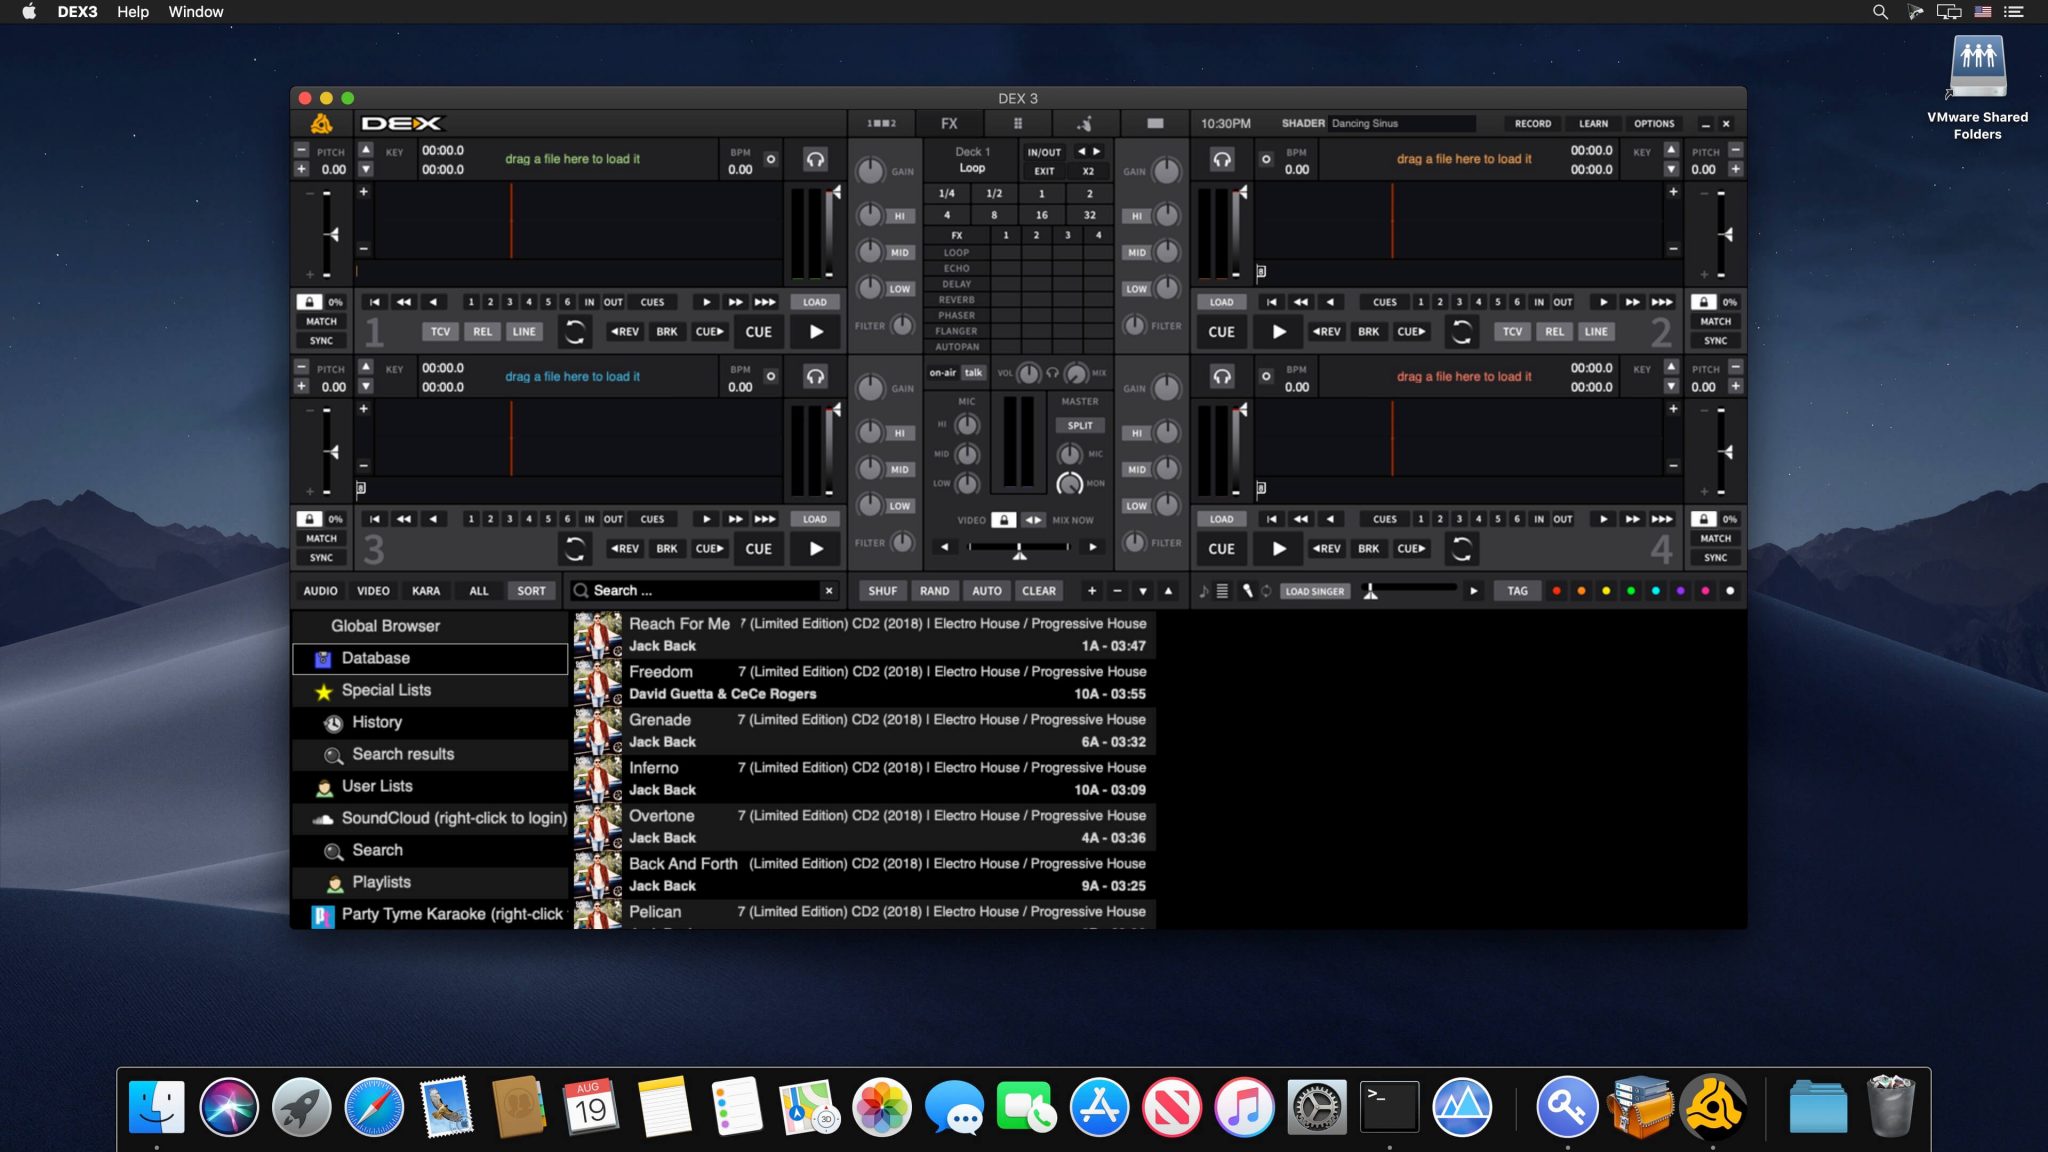 DEX3 Help Window
VMware Shared
Folders
DEX 3
DEX
1 2 FX 10:30PM SHADER Dancing Sinus RECORD LEARN OPTIONS
PITCH 0.00 KEY 00:00.0 00:00.0 drag a file here to load it BPM 0.00
GAIN HI MID LOW FILTER
Deck 1 Loop IN/OUT EXIT X2
1/4 1/2 1 2
4 8 16 32
FX 1 2 3 4
LOOP
ECHO
DELAY
REVERB
PHASER
FLANGER
AUTOPAN
GAIN HI MID LOW FILTER
BPM 0.00 drag a file here to load it 00:00.0 00:00.0 KEY PITCH 0.00
0% 1 2 3 4 5 6 IN OUT CUES LOAD
MATCH SYNC 1 TCV REL LINE REV BRK CUE CUE
LOAD CUES 1 2 3 4 5 6 IN OUT 0%
CUE REV BRK CUE TCV REL LINE 2 MATCH SYNC
PITCH 0.00 KEY 00:00.0 00:00.0 drag a file here to load it BPM 0.00
GAIN HI MID LOW FILTER
on-air talk VOL MIX
MIC MASTER
HI SPLIT
MID MIC
LOW MON
VIDEO MIX NOW
GAIN HI MID LOW FILTER
BPM 0.00 drag a file here to load it 00:00.0 00:00.0 KEY PITCH 0.00
0% 1 2 3 4 5 6 IN OUT CUES LOAD
MATCH SYNC 3 REV BRK CUE CUE
LOAD CUES 1 2 3 4 5 6 IN OUT 0%
CUE REV BRK CUE 4 MATCH SYNC
AUDIO VIDEO KARA ALL SORT Search ... SHUF RAND AUTO CLEAR LOAD SINGER TAG
Global Browser
Database
Special Lists
History
Search results
User Lists
SoundCloud (right-click to login)
Search
Playlists
Party Tyme Karaoke (right-click
Reach For Me 7 (Limited Edition) CD2 (2018) | Electro House / Progressive House
Jack Back 1A - 03:47
Freedom 7 (Limited Edition) CD2 (2018) | Electro House / Progressive House
David Guetta & CeCe Rogers 10A - 03:55
Grenade 7 (Limited Edition) CD2 (2018) | Electro House / Progressive House
Jack Back 6A - 03:32
Inferno 7 (Limited Edition) CD2 (2018) | Electro House / Progressive House
Jack Back 10A - 03:09
Overtone 7 (Limited Edition) CD2 (2018) | Electro House / Progressive House
Jack Back 4A - 03:36
Back And Forth (Limited Edition) CD2 (2018) | Electro House / Progressive House
Jack Back 9A - 03:25
Pelican 7 (Limited Edition) CD2 (2018) | Electro House / Progressive House
AUG
19
3D